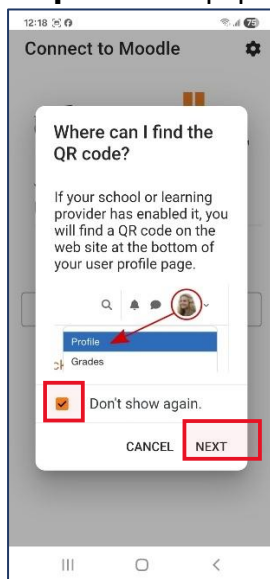 12:18
75
Connect to Moodle
Where can I find the
QR code?
If your school or learning
provider has enabled it, you
will find a QR code on the
web site at the bottom of
your user profile page.
Profile
Grades
Don't show again.
CANCEL NEXT